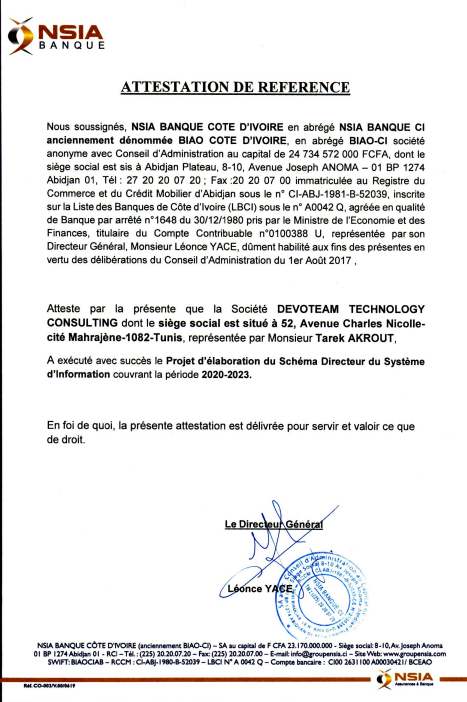 NSIA
BANQUE
ATTESTATION DE REFERENCE
Nous soussignés, NSIA BANQUE COTE D'IVOIRE en abrégé NSIA BANQUE CI
anciennement dénommée BIAO COTE D'IVOIRE, en abrégé BIAO-CI société
anonyme avec Conseil d'Administration au capital de 24 734 572 000 FCFA, dont le
siège social est sis à Abidjan Plateau, 8-10, Avenue Joseph ANOMA – 01 BP 1274
Abidjan 01, Tél : 27 20 20 07 20 ; Fax :20 20 07 00 immatriculée au Registre du
Commerce et du Crédit Mobilier d'Abidjan sous le n° CI-ABJ-1981-B-52039, inscrite
sur la Liste des Banques de Côte d'Ivoire (LBCI) sous le n° A0042 Q, agréée en qualité
de Banque par arrêté n°1648 du 30/12/1980 pris par le Ministre de l'Economie et des
Finances, titulaire du Compte Contribuable n°0100388 U, représentée par son
Directeur Général, Monsieur Léonce YACE, dûment habilité aux fins des présentes en
vertu des délibérations du Conseil d'Administration du 1er Août 2017 ,
Atteste par la présente que la Société DEVOTEAM TECHNOLOGY
CONSULTING dont le siège social est situé à 52, Avenue Charles Nicolle-
cité Mahrajène-1082-Tunis, représentée par Monsieur Tarek AKROUT,
A exécuté avec succès le Projet d'élaboration du Schéma Directeur du Système
d'Information couvrant la période 2020-2023.
En foi de quoi, la présente attestation est délivrée pour servir et valoir ce que
de droit.
Le Directeur Général
Léonce YACE
NSIA BANQUE CI
NSIA BANQUE CÔTE D'IVOIRE (anciennement BIAO-CI) – SA au capital de F CFA 23.170.000.000 - Siège social: 8-10, Av. Joseph Anoma
01 BP 1274 Abidjan 01 - RCI – Tél. : (225) 20.20.07.20 – Fax: (225) 20.20.07.00 – E-mail: info@groupensia.ci – Site Web: www.groupensia.com
SWIFT: BIAOCIAB – RCCM : CI-ABJ-1980-B-52039 – LBCI N° A 0042 Q – Compte bancaire : CI00 2631100 A00030421/ BCEAO
NSIA
Assurances & Banque
Réf. CO-003/V.00/0619